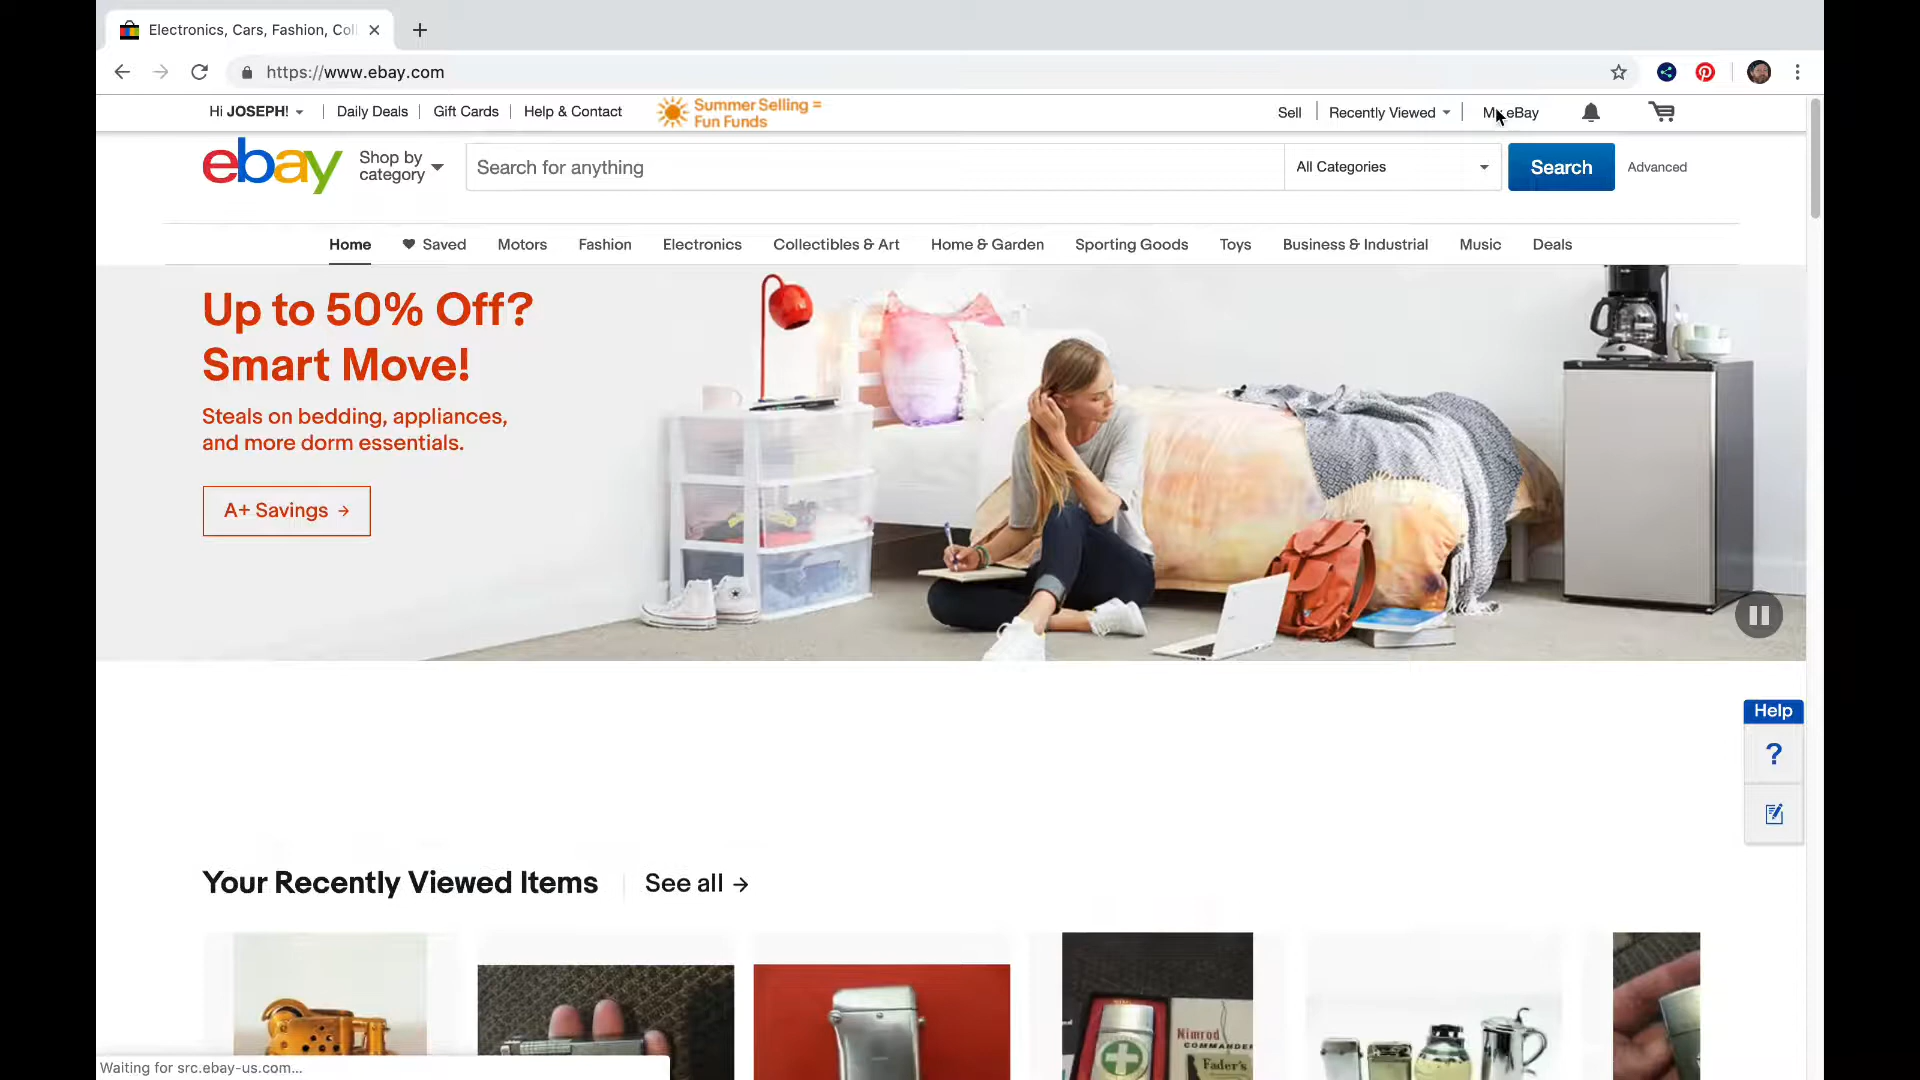 Electronics, Cars, Fashion, Col
https://www.ebay.com
Hi JOSEPH!
Daily Deals
Gift Cards
Help & Contact
Summer Selling =
Fun Funds
Sell
Recently Viewed
My eBay
ebay
Shop by
category
Search for anything
All Categories
Search
Advanced
Home
Saved
Motors
Fashion
Electronics
Collectibles & Art
Home & Garden
Sporting Goods
Toys
Business & Industrial
Music
Deals
Up to 50% Off?
Smart Move!
Steals on bedding, appliances,
and more dorm essentials.
A+ Savings →
Help
?
Your Recently Viewed Items
See all →
Nimrod
COMMANDER
Fader's
Waiting for src.ebay-us.com...